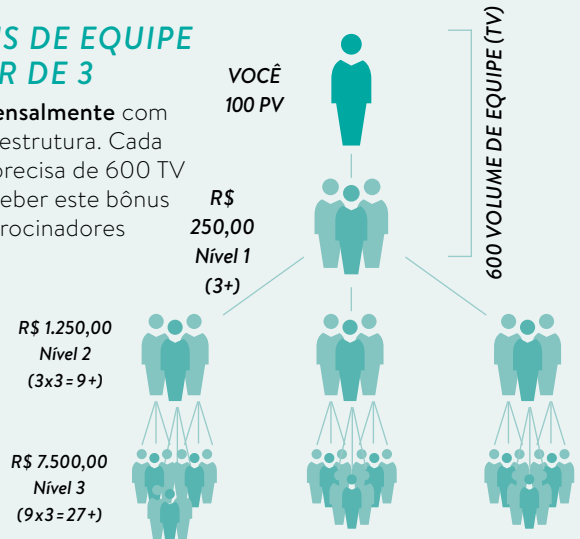 S DE EQUIPE
R DE 3
ensalmente com
estrutura. Cada
precisa de 600 TV
eber este bônus
rocinadores
VOCÊ
100 PV
600 VOLUME DE EQUIPE (TV)
R$
250,00
Nível 1
(3+)
R$ 1.250,00
Nível 2
(3x3=9+)
R$ 7.500,00
Nível 3
(9x3=27+)